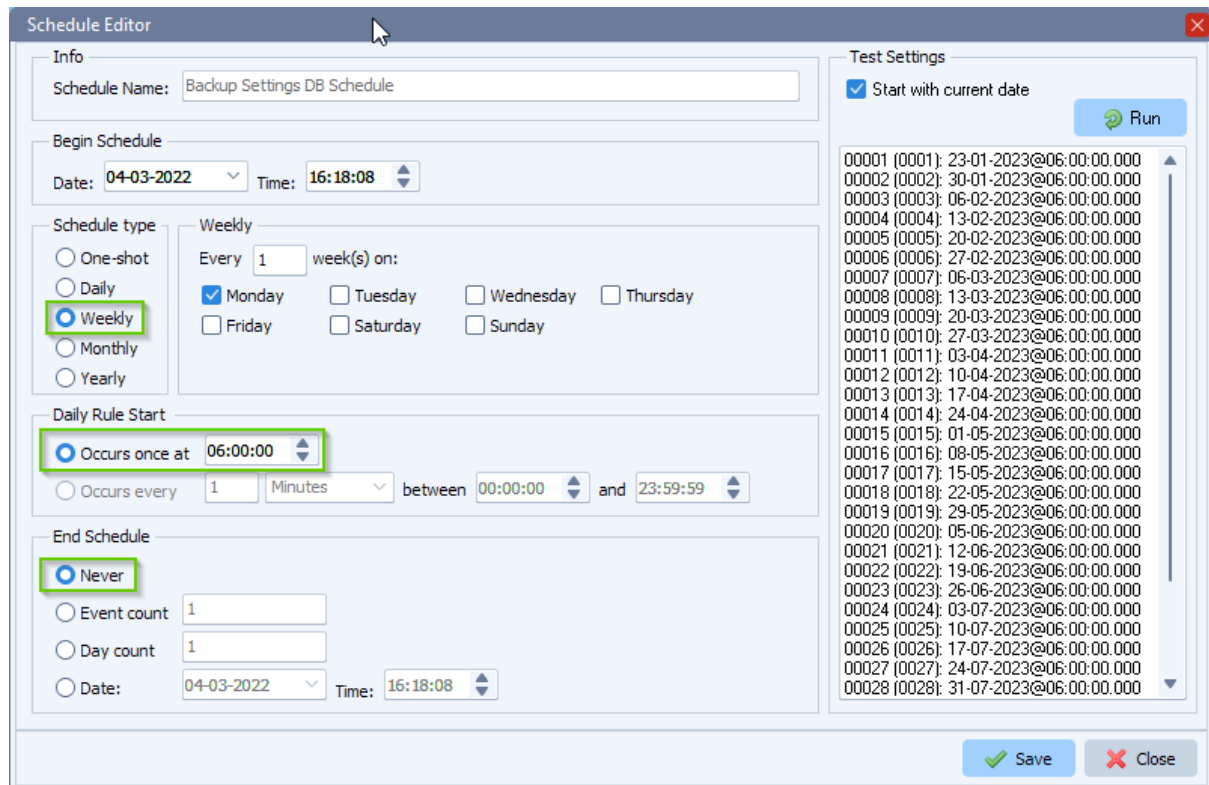 Schedule Editor
Info
Schedule Name: Backup Settings DB Schedule
Begin Schedule
Date: 04-03-2022 Time: 16:18:08
Schedule type
One-shot
Daily
Weekly
Monthly
Yearly
Weekly
Every 1 week(s) on:
Monday Tuesday Wednesday Thursday
Friday Saturday Sunday
Daily Rule Start
Occurs once at 06:00:00
Occurs every 1 Minutes between 00:00:00 and 23:59:59
End Schedule
Never
Event count 1
Day count 1
Date: 04-03-2022 Time: 16:18:08
Test Settings
Start with current date
Run
00001 (0001): 23-01-2023@06:00:00.000
00002 (0002): 30-01-2023@06:00:00.000
00003 (0003): 06-02-2023@06:00:00.000
00004 (0004): 13-02-2023@06:00:00.000
00005 (0005): 20-02-2023@06:00:00.000
00006 (0006): 27-02-2023@06:00:00.000
00007 (0007): 06-03-2023@06:00:00.000
00008 (0008): 13-03-2023@06:00:00.000
00009 (0009): 20-03-2023@06:00:00.000
00010 (0010): 27-03-2023@06:00:00.000
00011 (0011): 03-04-2023@06:00:00.000
00012 (0012): 10-04-2023@06:00:00.000
00013 (0013): 17-04-2023@06:00:00.000
00014 (0014): 24-04-2023@06:00:00.000
00015 (0015): 01-05-2023@06:00:00.000
00016 (0016): 08-05-2023@06:00:00.000
00017 (0017): 15-05-2023@06:00:00.000
00018 (0018): 22-05-2023@06:00:00.000
00019 (0019): 29-05-2023@06:00:00.000
00020 (0020): 05-06-2023@06:00:00.000
00021 (0021): 12-06-2023@06:00:00.000
00022 (0022): 19-06-2023@06:00:00.000
00023 (0023): 26-06-2023@06:00:00.000
00024 (0024): 03-07-2023@06:00:00.000
00025 (0025): 10-07-2023@06:00:00.000
00026 (0026): 17-07-2023@06:00:00.000
00027 (0027): 24-07-2023@06:00:00.000
00028 (0028): 31-07-2023@06:00:00.000
Save Close